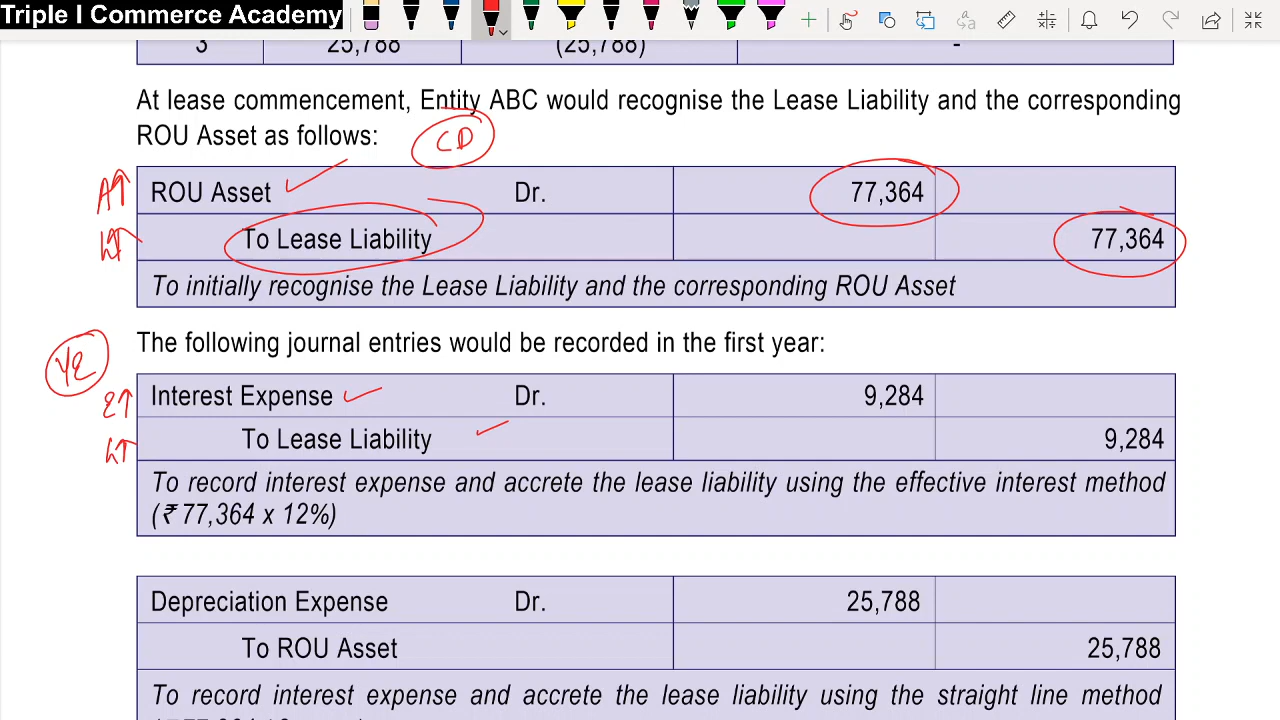 Triple I Commerce Academy
3 25,788 (25,788) -
At lease commencement, Entity ABC would recognise the Lease Liability and the corresponding
ROU Asset as follows:
CD
A↑ ROU Asset Dr. 77,364
L↑ To Lease Liability 77,364
To initially recognise the Lease Liability and the corresponding ROU Asset
The following journal entries would be recorded in the first year:
YE
E↑ Interest Expense Dr. 9,284
L↑ To Lease Liability 9,284
To record interest expense and accrete the lease liability using the effective interest method
(₹ 77,364 x 12%)
Depreciation Expense Dr. 25,788
To ROU Asset 25,788
To record interest expense and accrete the lease liability using the straight line method